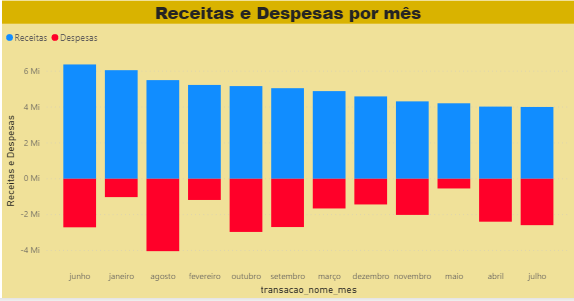 Receitas e Despesas por mês
Receitas Despesas
6 Mi
4 Mi
2 Mi
0 Mi
-2 Mi
-4 Mi
Receitas e Despesas
junho janeiro agosto fevereiro outubro setembro março dezembro novembro maio abril julho
transacao_nome_mes